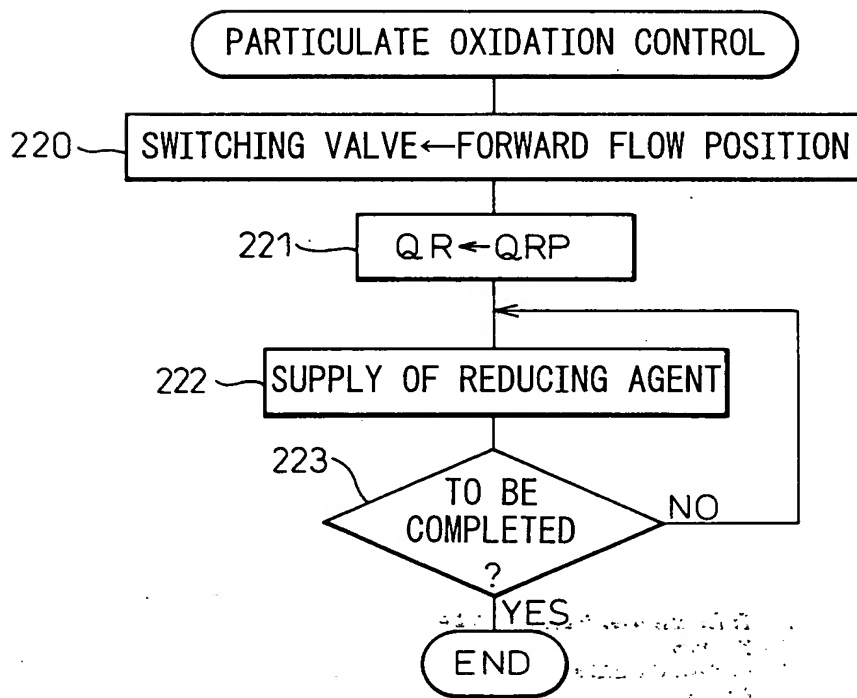 PARTICULATE OXIDATION CONTROL
220
SWITCHING VALVE←FORWARD FLOW POSITION
221
QR←QRP
222
SUPPLY OF REDUCING AGENT
223
TO BE
COMPLETED
?
NO
YES
END